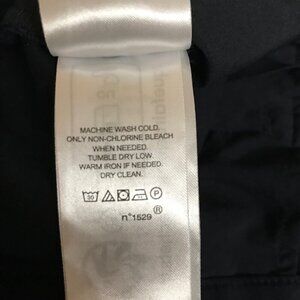 MACHINE WASH COLD.
ONLY NON-CHLORINE BLEACH
WHEN NEEDED.
TUMBLE DRY LOW.
WARM IRON IF NEEDED.
DRY CLEAN.
30 P
®
n°1529